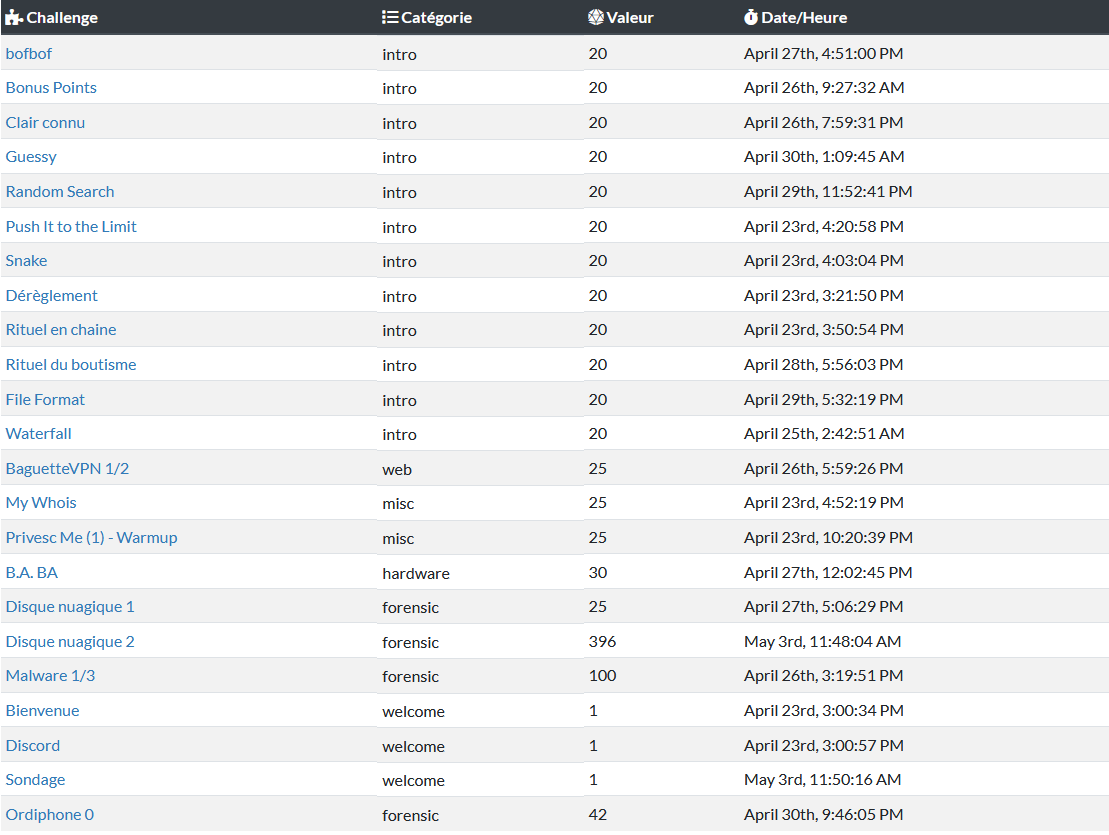 Challenge Catégorie Valeur Date/Heure
bofbof intro 20 April 27th, 4:51:00 PM
Bonus Points intro 20 April 26th, 9:27:32 AM
Clair connu intro 20 April 26th, 7:59:31 PM
Guessy intro 20 April 30th, 1:09:45 AM
Random Search intro 20 April 29th, 11:52:41 PM
Push It to the Limit intro 20 April 23rd, 4:20:58 PM
Snake intro 20 April 23rd, 4:03:04 PM
Dérèglement intro 20 April 23rd, 3:21:50 PM
Rituel en chaine intro 20 April 23rd, 3:50:54 PM
Rituel du boutisme intro 20 April 28th, 5:56:03 PM
File Format intro 20 April 29th, 5:32:19 PM
Waterfall intro 20 April 25th, 2:42:51 AM
BaguetteVPN 1/2 web 25 April 26th, 5:59:26 PM
My Whois misc 25 April 23rd, 4:52:19 PM
Privesc Me (1) - Warmup misc 25 April 23rd, 10:20:39 PM
B.A. BA hardware 30 April 27th, 12:02:45 PM
Disque nuagique 1 forensic 25 April 27th, 5:06:29 PM
Disque nuagique 2 forensic 396 May 3rd, 11:48:04 AM
Malware 1/3 forensic 100 April 26th, 3:19:51 PM
Bienvenue welcome 1 April 23rd, 3:00:34 PM
Discord welcome 1 April 23rd, 3:00:57 PM
Sondage welcome 1 May 3rd, 11:50:16 AM
Ordiphone 0 forensic 42 April 30th, 9:46:05 PM